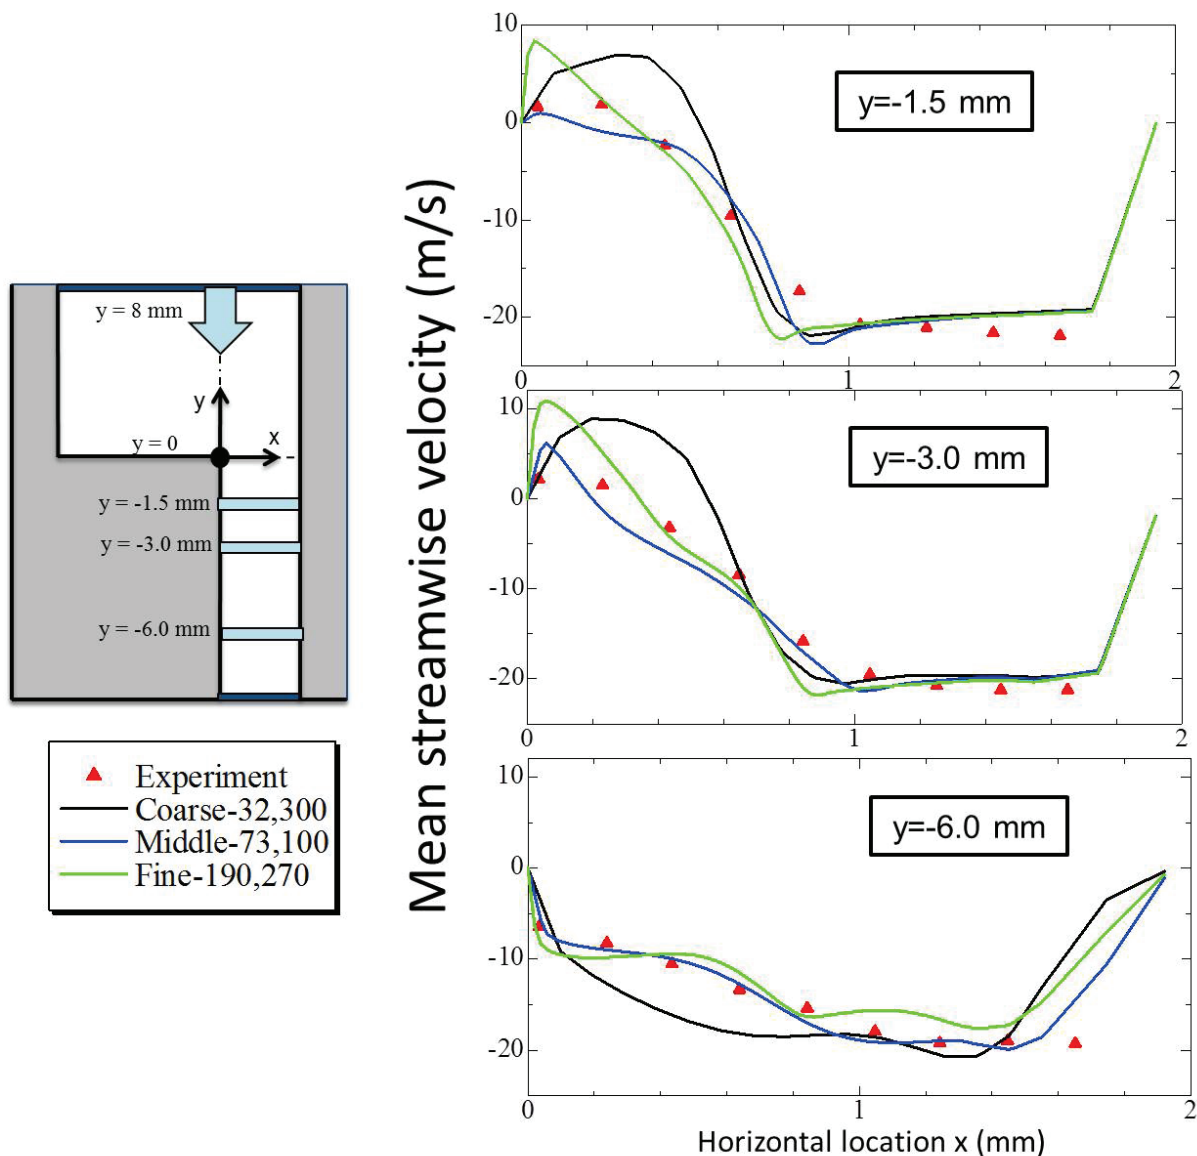 y = 8 mm
y
y = 0
x
y = -1.5 mm
y = -3.0 mm
y = -6.0 mm
Experiment
Coarse-32,300
Middle-73,100
Fine-190,270
Mean streamwise velocity (m/s)
10
0
-10
-20
0
1
2
y=-1.5 mm
10
0
-10
-20
0
1
2
y=-3.0 mm
10
0
-10
-20
0
1
2
y=-6.0 mm
Horizontal location x (mm)